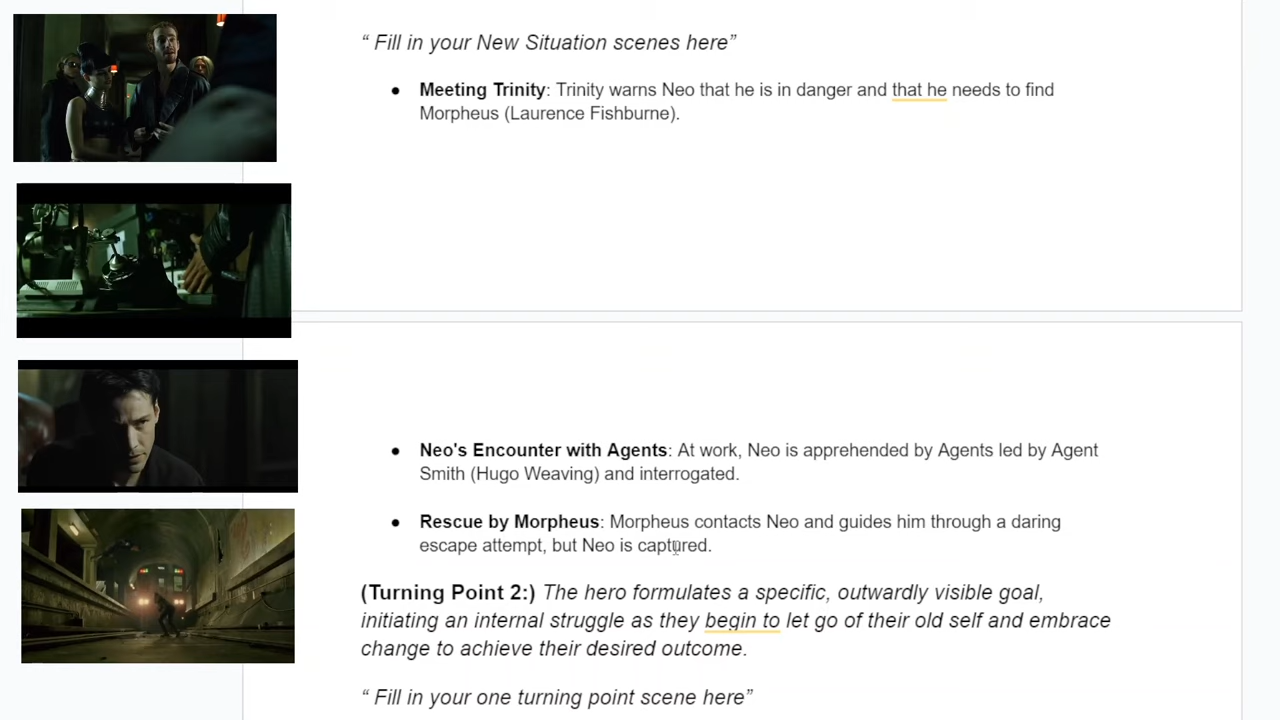 “ Fill in your New Situation scenes here”
● Meeting Trinity: Trinity warns Neo that he is in danger and that he needs to find
Morpheus (Laurence Fishburne).
● Neo's Encounter with Agents: At work, Neo is apprehended by Agents led by Agent
Smith (Hugo Weaving) and interrogated.
● Rescue by Morpheus: Morpheus contacts Neo and guides him through a daring
escape attempt, but Neo is captured.
(Turning Point 2:) The hero formulates a specific, outwardly visible goal,
initiating an internal struggle as they begin to let go of their old self and embrace
change to achieve their desired outcome.
“ Fill in your one turning point scene here”